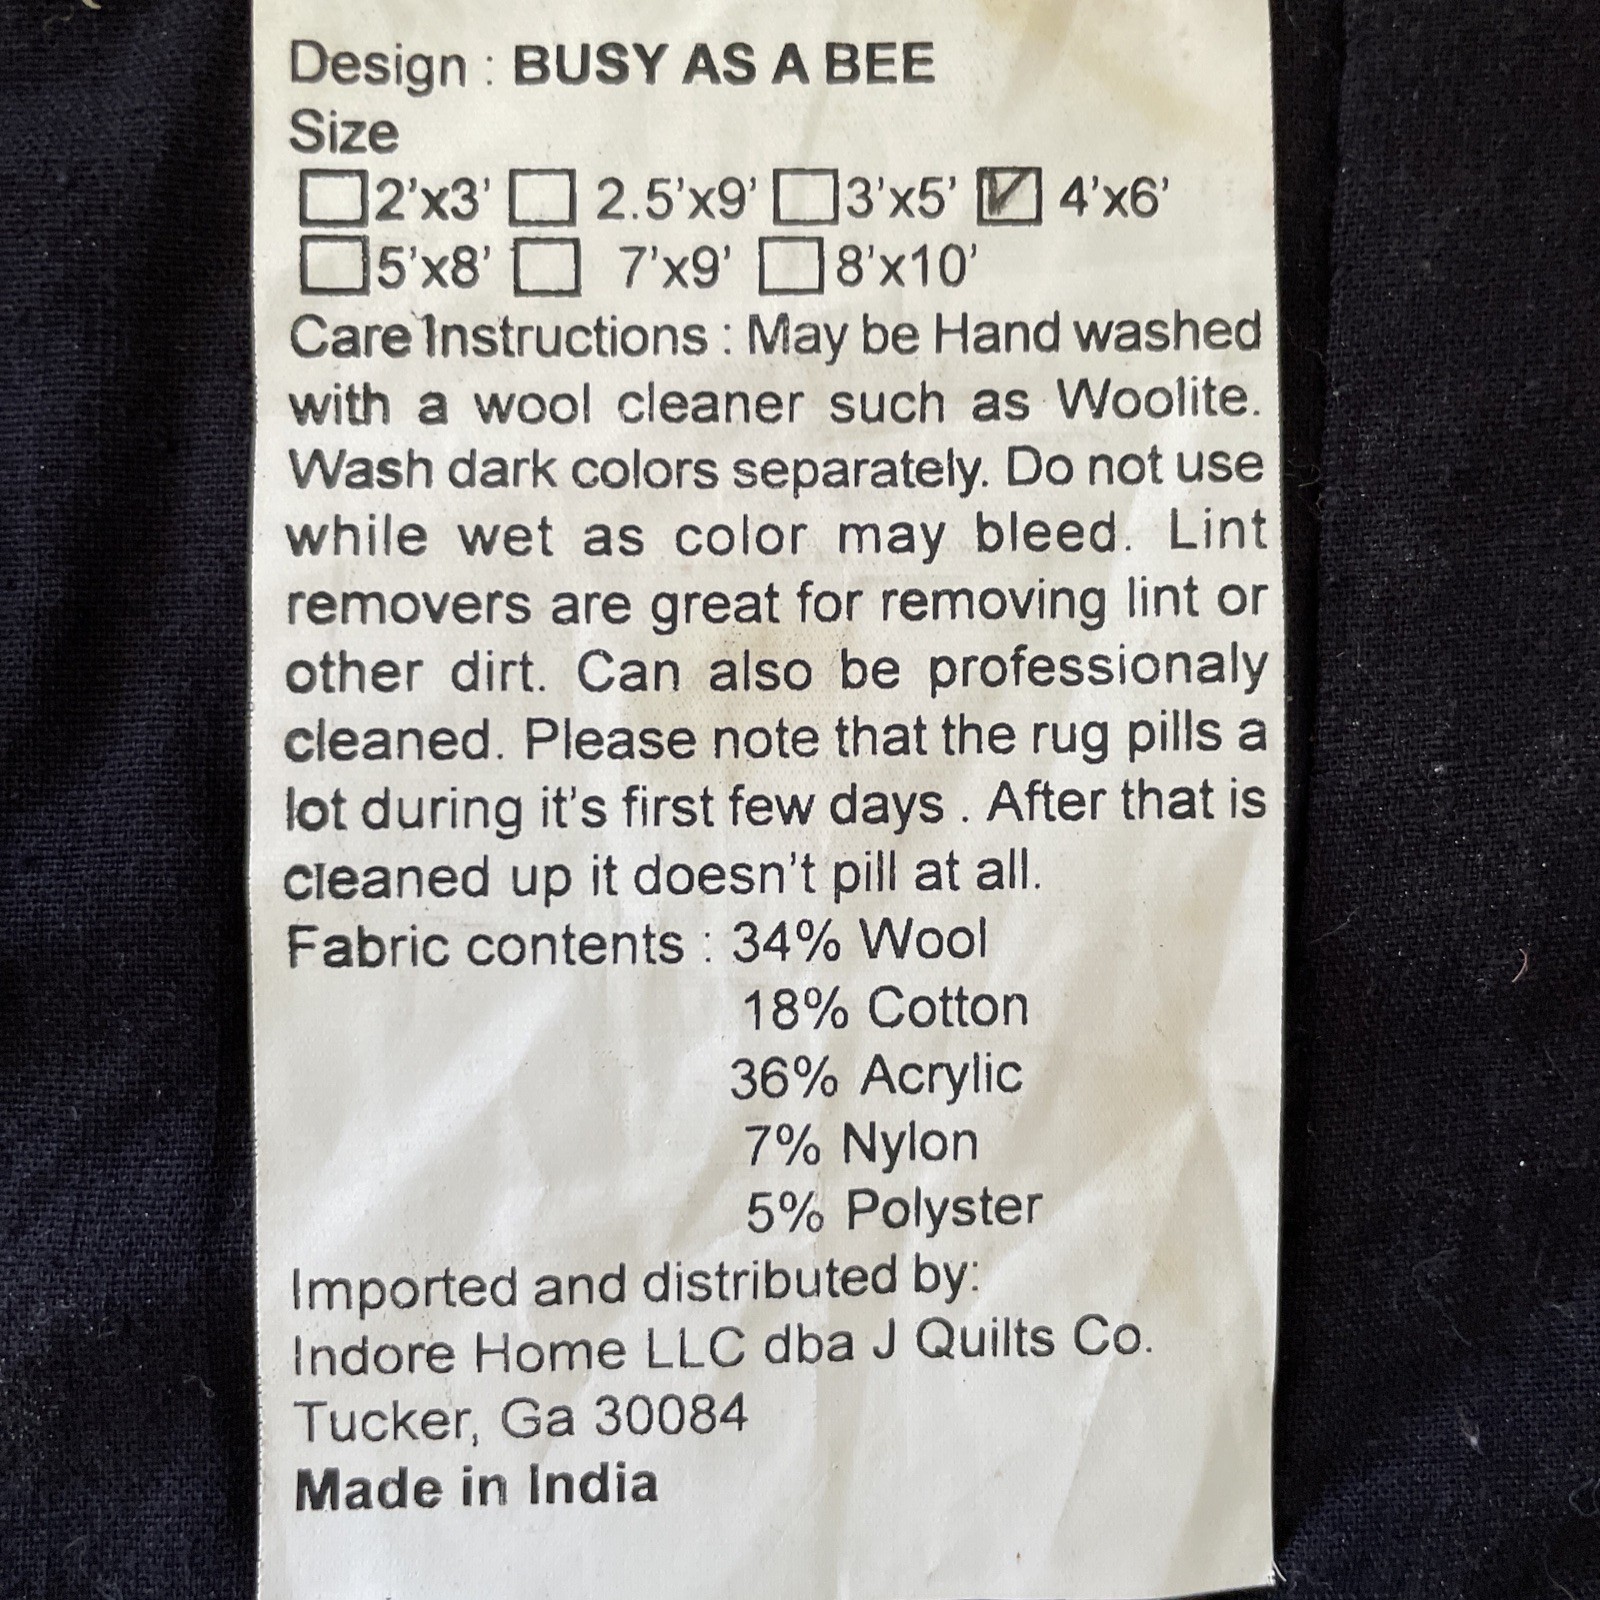 Design : BUSY AS A BEE
Size
☐2'x3' ☐ 2.5'x9' ☐3'x5' ☑ 4'x6'
☐5'x8' ☐ 7'x9' ☐8'x10'
Care Instructions : May be Hand washed
with a wool cleaner such as Woolite.
Wash dark colors separately. Do not use
while wet as color may bleed. Lint
removers are great for removing lint or
other dirt. Can also be professionaly
cleaned. Please note that the rug pills a
lot during it's first few days . After that is
cleaned up it doesn't pill at all.
Fabric contents : 34% Wool
18% Cotton
36% Acrylic
7% Nylon
5% Polyster
Imported and distributed by:
Indore Home LLC dba J Quilts Co.
Tucker, Ga 30084
Made in India